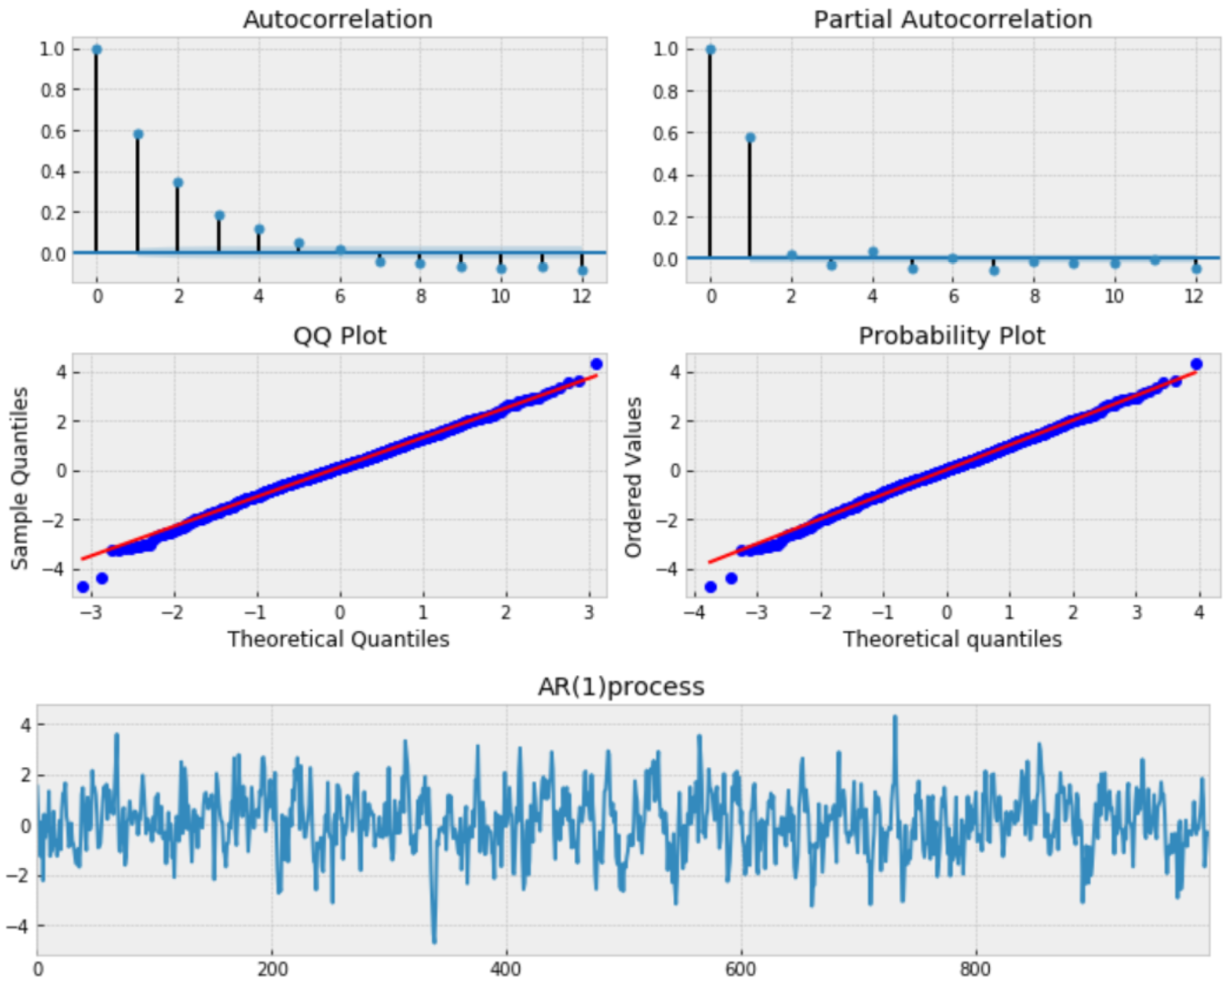 Autocorrelation
1.0
0.8
0.6
0.4
0.2
0.0
0 2 4 6 8 10 12
Partial Autocorrelation
1.0
0.8
0.6
0.4
0.2
0.0
0 2 4 6 8 10 12
QQ Plot
Sample Quantiles
4
2
0
−2
−4
−3 −2 −1 0 1 2 3
Theoretical Quantiles
Probability Plot
Ordered Values
4
2
0
−2
−4
−4 −3 −2 −1 0 1 2 3 4
Theoretical quantiles
AR(1)process
4
2
0
−2
−4
0 200 400 600 800